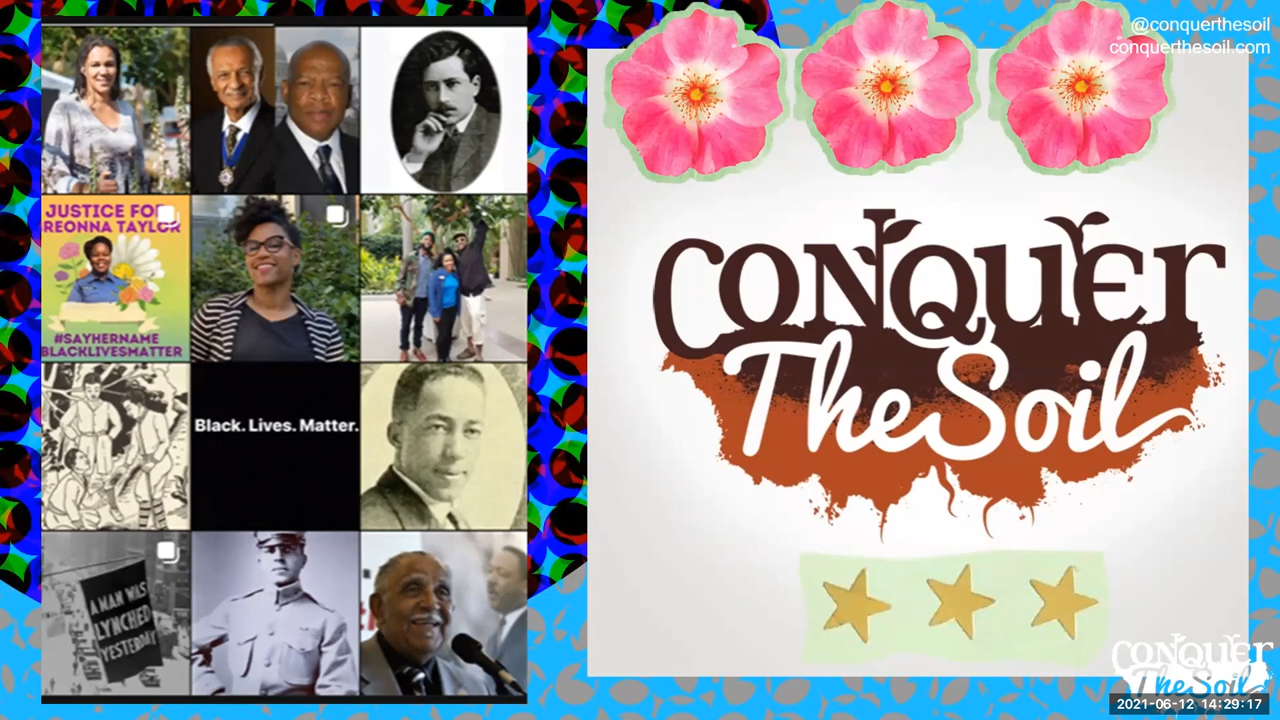 @conquerthesoil
conquerthesoil.com
JUSTICE FOR
BREONNA TAYLOR
#SAYHERNAME
BLACKLIVESMATTER
Black. Lives. Matter.
A MAN WAS
LYNCHED
YESTERDAY
CONQUER
The Soil
CONQUER
The Soil
2021-06-12 14:29:17